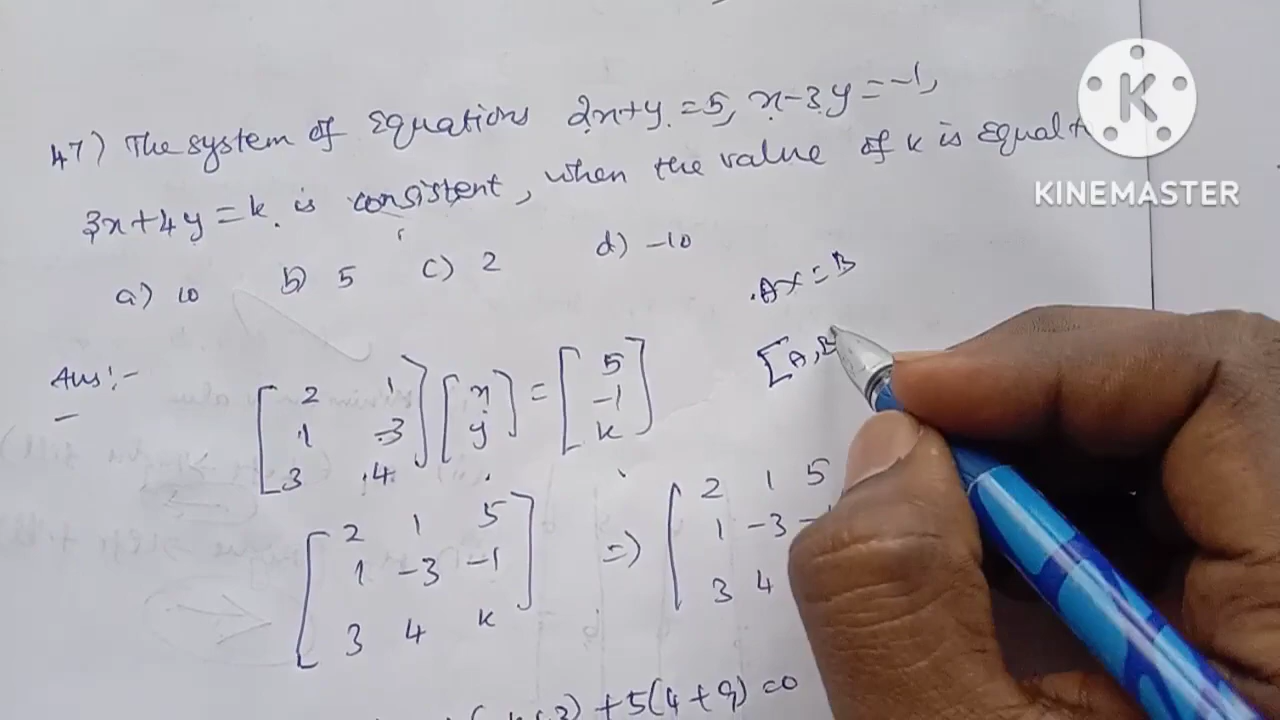 47) The system of Equations 2x+y=5, x-3y=-1,
3x+4y=k. is consistent, when the value of k is equal t
a) 10 b) 5 c) 2 d) -10
AX=B
[A,B
Ans:-
[2 1] [x] = [5]
[1 -3] [y] [-1]
[3 4] [k]
[2 1 5] => [2 1 5
[1 -3 -1] [1 -3 -1
[3 4 k] [3 4
+5(4+9)=0
K
KINEMASTER